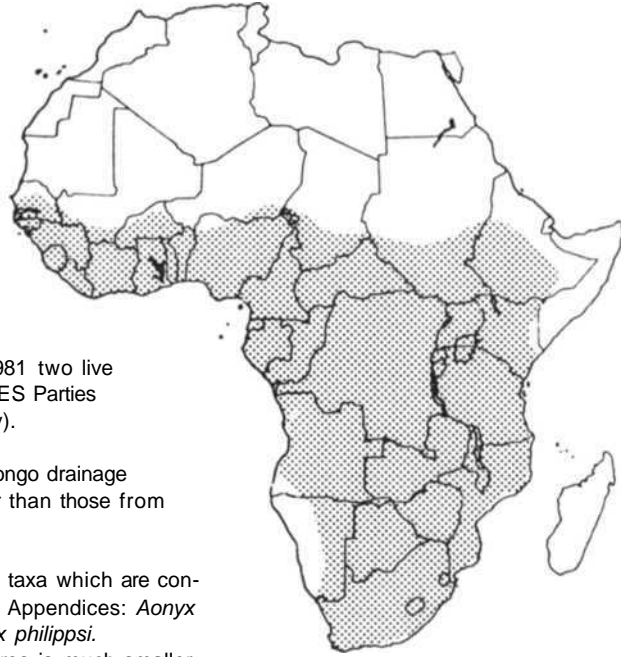 981 two live
ES Parties
).
ongo drainage
r than those from
taxa which are con-
Appendices: Aonyx
x philippsi.